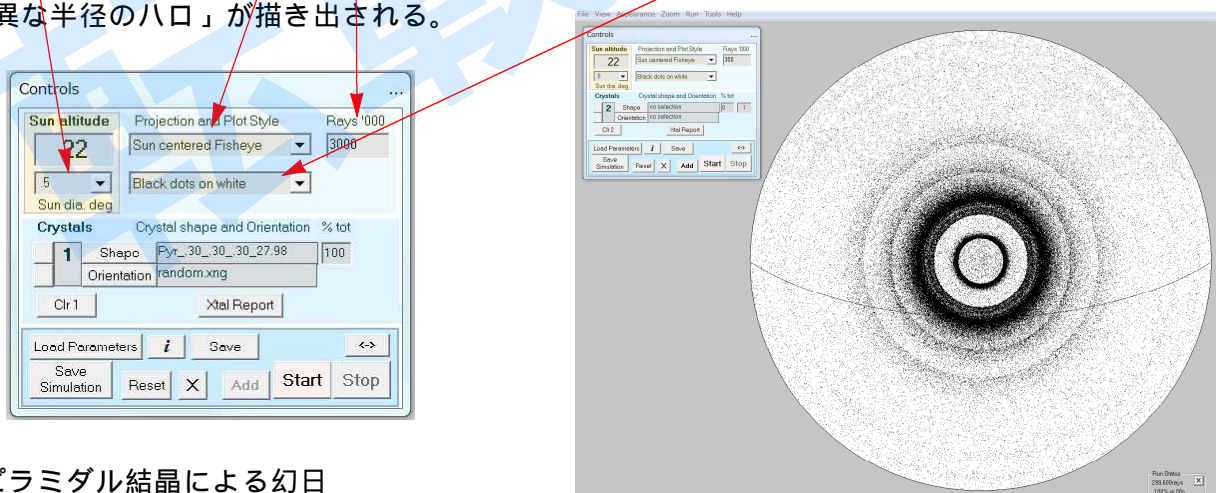 異な半径のハロ」が描き出される。
Controls ...
Sun altitude Projection and Plot Style Rays '000
22 Sun centered Fisheye 3000
.5 Black dots on white
Sun dia. deg
Crystals Crystal shape and Orientation % tot
1 Shape Pyr_.30_.30_.30_27.98 100
Orientation random.xng
Clr 1 Xtal Report
Load Parameters i Save <->
Save Simulation Reset X Add Start Stop
ピラミダル結晶による幻日
File View Appearance Zoom Run Tools Help
Controls ...
Sun altitude Projection and Plot Style Rays '000
22 Sun centered Fisheye 300
.5 Black dots on white
Sun dia. deg
Crystals Crystal shape and Orientation % tot
2 Shape no selection 0 1
Orientation no selection
Clr 2 Xtal Report
Load Parameters i Save <->
Save Simulation Reset X Add Start Stop
Run Status
299,600rays X
100% in 08s